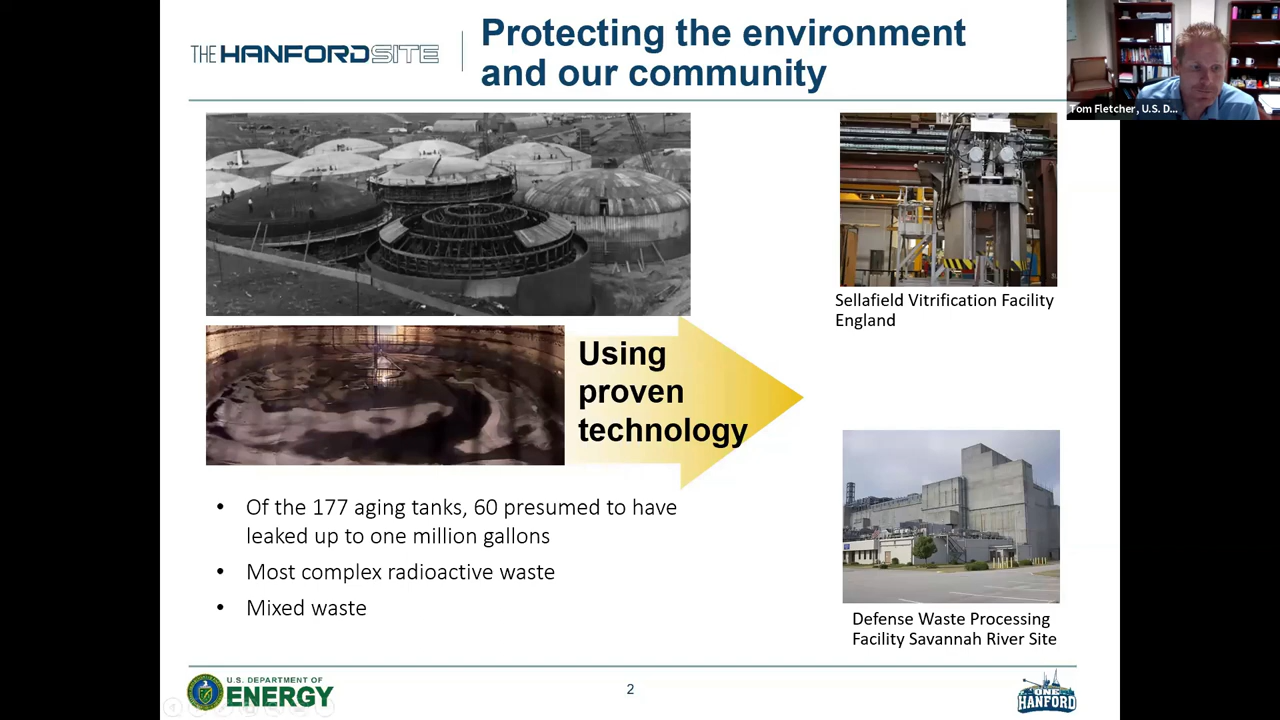 THE HANFORDSITE
Protecting the environment
and our community
Tom Fletcher, U.S. D...
Sellafield Vitrification Facility
England
Using
proven
technology
• Of the 177 aging tanks, 60 presumed to have
leaked up to one million gallons
• Most complex radioactive waste
• Mixed waste
Defense Waste Processing
Facility Savannah River Site
U.S. DEPARTMENT OF
ENERGY
2
ONE
HANFORD